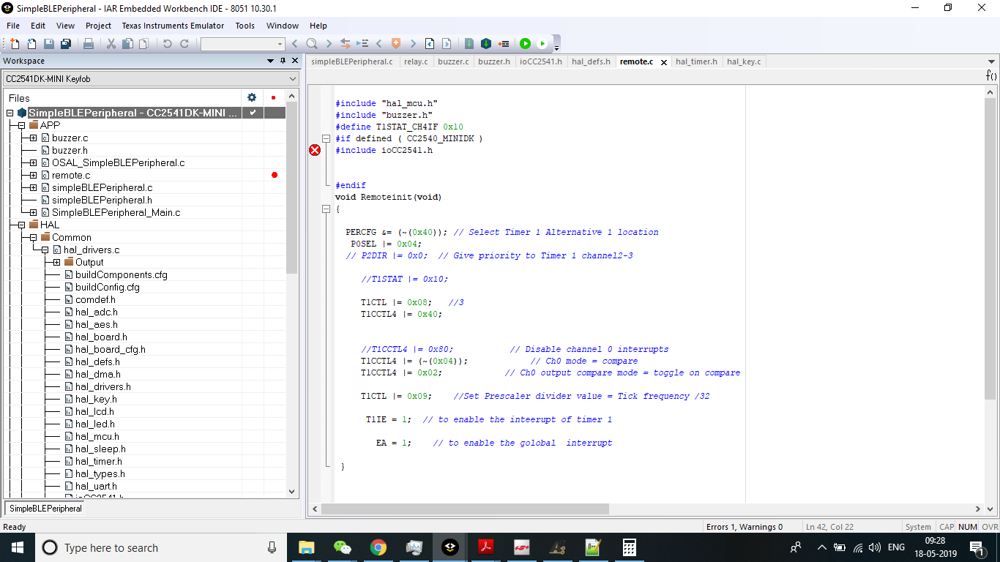 SimpleBLEPeripheral - IAR Embedded Workbench IDE - 8051 10.30.1
File Edit View Project Texas Instruments Emulator Tools Window Help
Workspace
CC2541DK-MINI Keyfob
Files
SimpleBLEPeripheral - CC2541DK-MINI ...
APP
buzzer.c
buzzer.h
OSAL_SimpleBLEPeripheral.c
remote.c
simpleBLEPeripheral.c
simpleBLEPeripheral.h
SimpleBLEPeripheral_Main.c
HAL
Common
hal_drivers.c
Output
buildComponents.cfg
buildConfig.cfg
comdef.h
hal_adc.h
hal_aes.h
hal_board.h
hal_board_cfg.h
hal_defs.h
hal_dma.h
hal_drivers.h
hal_key.h
hal_lcd.h
hal_led.h
hal_mcu.h
hal_sleep.h
hal_timer.h
hal_types.h
hal_uart.h
ioCC2541.h
SimpleBLEPeripheral
simpleBLEPeripheral.c relay.c buzzer.c buzzer.h ioCC2541.h hal_defs.h remote.c hal_timer.h hal_key.c
f()
#include "hal_mcu.h"
#include "buzzer.h"
#define T1STAT_CH4IF 0x10
#if defined ( CC2540_MINIDK )
#include ioCC2541.h
#endif
void Remoteinit(void)
{
PERCFG &= (~(0x40)); // Select Timer 1 Alternative 1 location
P0SEL |= 0x04;
// P2DIR |= 0x0; // Give priority to Timer 1 channel2-3
//T1STAT |= 0x10;
T1CTL |= 0x08; //3
T1CCTL4 |= 0x40;
//T1CCTL4 |= 0x80; // Disable channel 0 interrupts
T1CCTL4 |= (~(0x04)); // Ch0 mode = compare
T1CCTL4 |= 0x02; // Ch0 output compare mode = toggle on compare
T1CTL |= 0x09; //Set Prescaler divider value = Tick frequency /32
T1IE = 1; // to enable the inteerupt of timer 1
EA = 1; // to enable the golobal interrupt
}
Ready
Errors 1, Warnings 0 Ln 42, Col 22 System CAP NUM OVR
Type here to search
ENG
09:28
18-05-2019
1